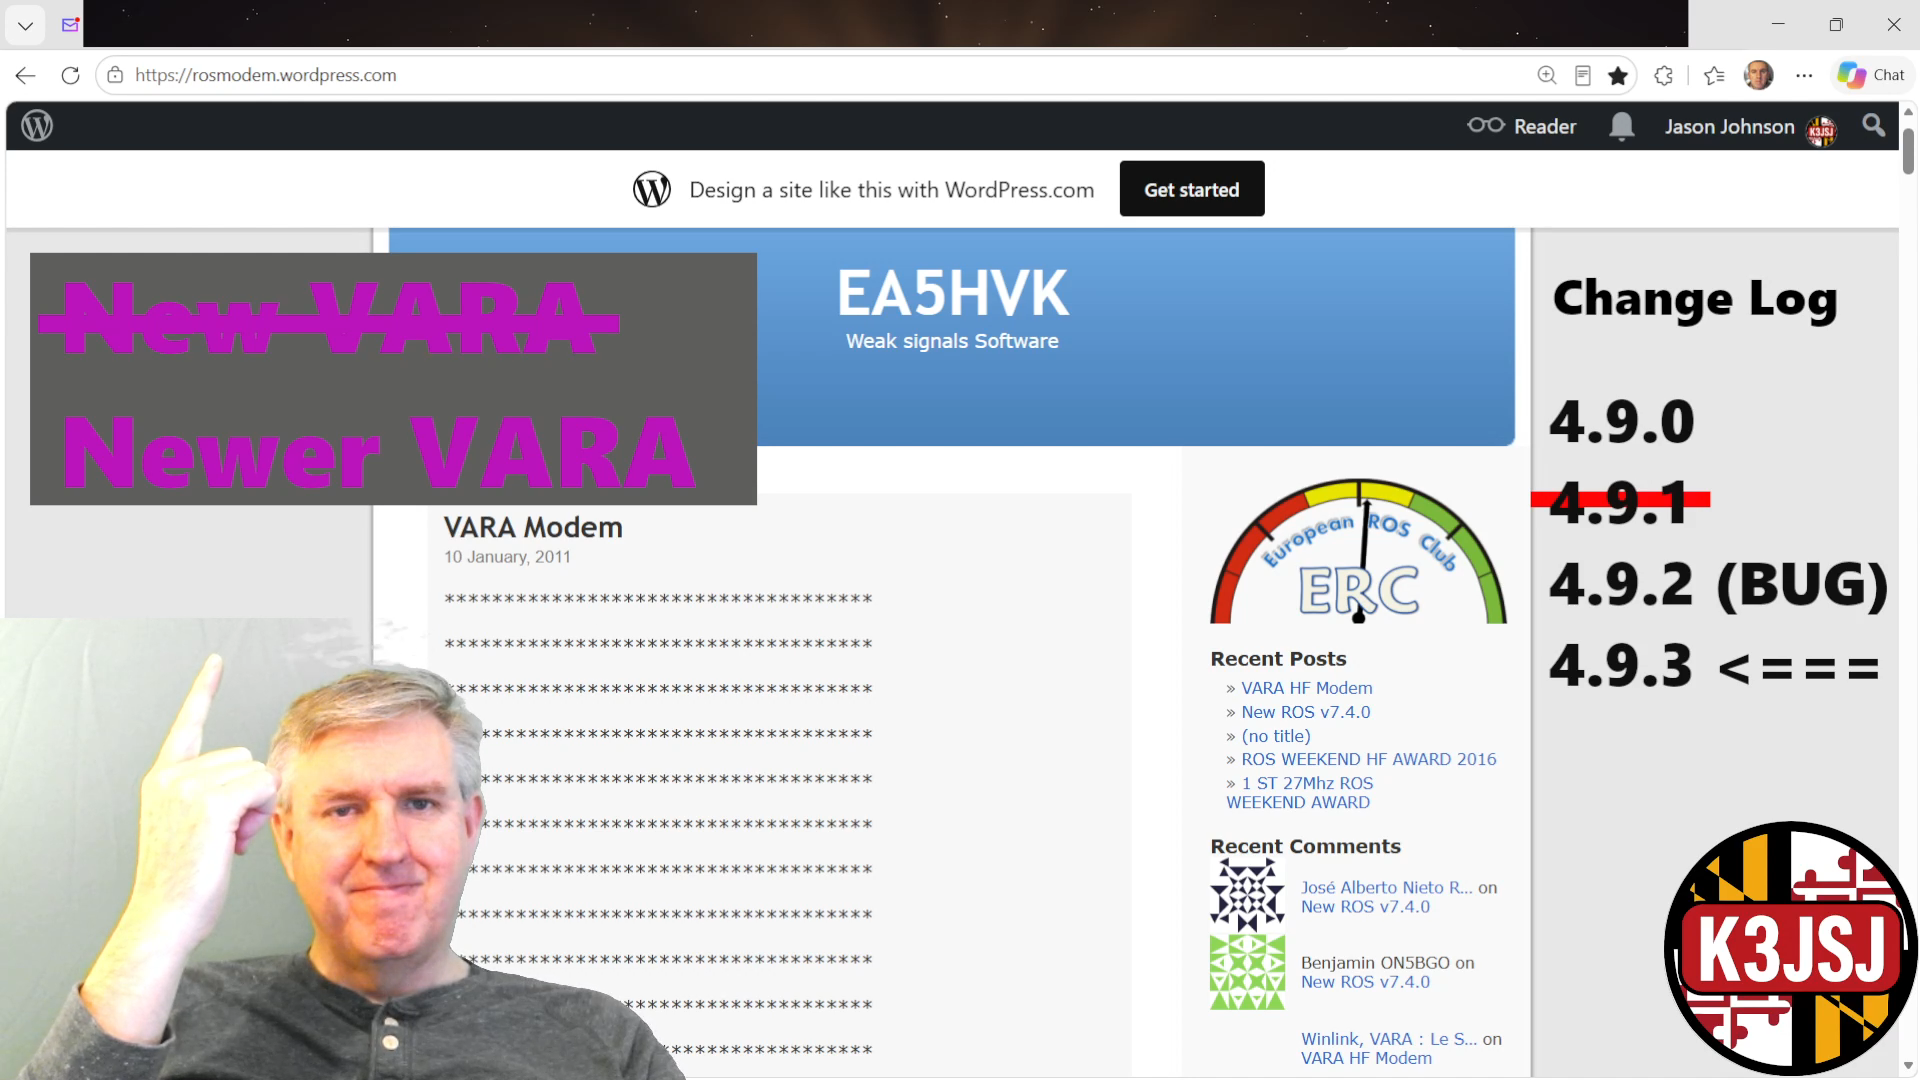 https://rosmodem.wordpress.com
Chat
Reader
Jason Johnson
K3JSJ
Design a site like this with WordPress.com
Get started
New VARA
Newer VARA
EA5HVK
Weak signals Software
VARA Modem
10 January, 2011
************************************
************************************
************************************
************************************
************************************
************************************
************************************
************************************
************************************
************************************
************************************
European ROS Club
ERC
Recent Posts
» VARA HF Modem
» New ROS v7.4.0
» (no title)
» ROS WEEKEND HF AWARD 2016
» 1 ST 27Mhz ROS
WEEKEND AWARD
Recent Comments
José Alberto Nieto R... on
New ROS v7.4.0
Benjamin ON5BGO on
New ROS v7.4.0
Winlink, VARA : Le S... on
VARA HF Modem
Change Log
4.9.0
4.9.1
4.9.2 (BUG)
4.9.3 <===
K3JSJ